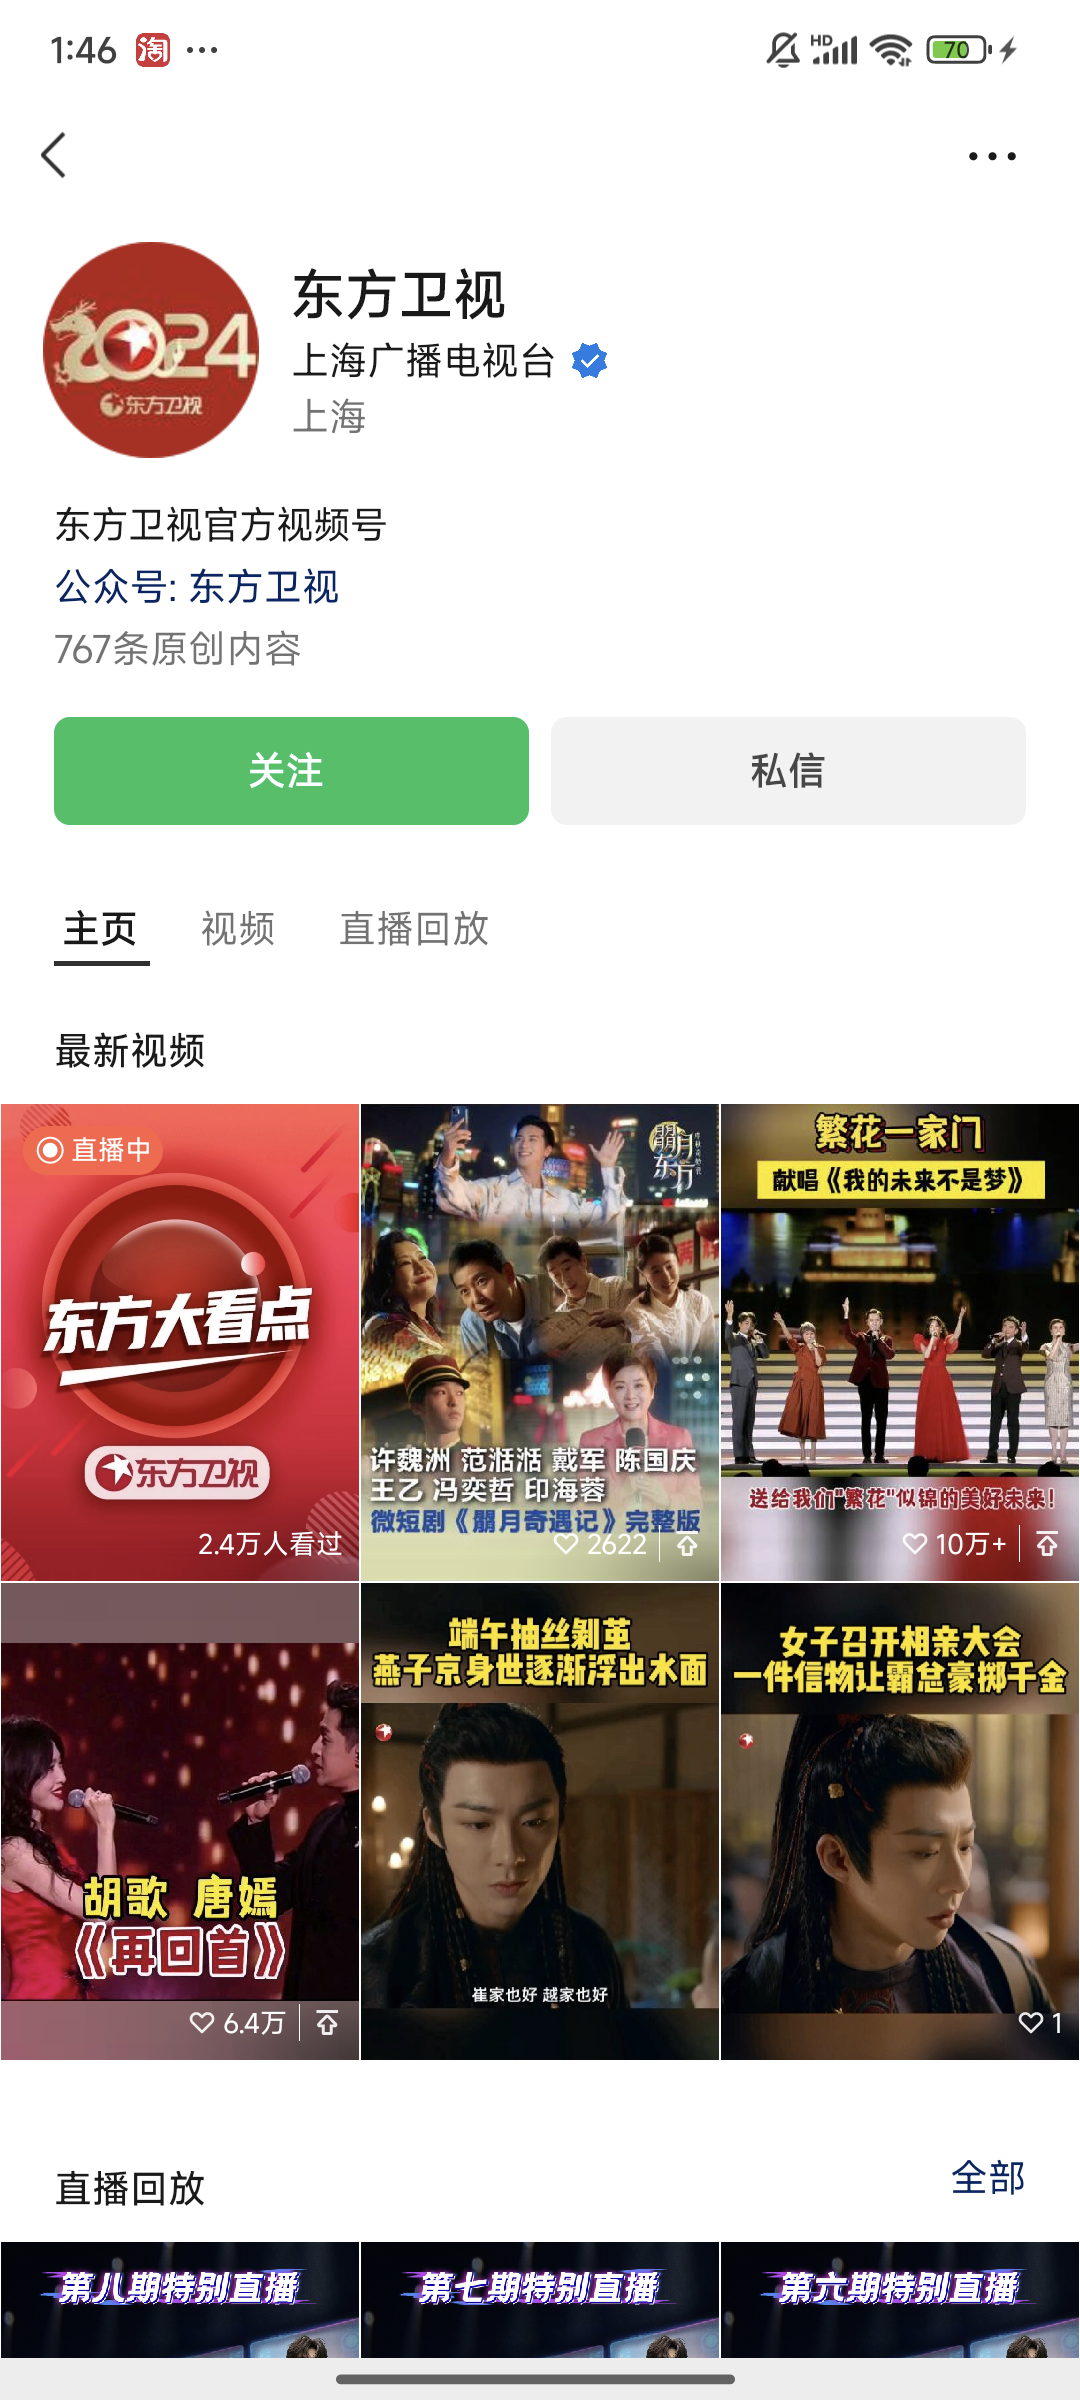 1:46 淘 ···
HD 70
2024
东方卫视
东方卫视
上海广播电视台
上海
东方卫视官方视频号
公众号: 东方卫视
767条原创内容
关注
私信
主页 视频 直播回放
最新视频
直播中
东方大看点
东方卫视
2.4万人看过
朤月东方
许魏洲 范湉湉 戴军 陈国庆
王乙 冯奕哲 印海蓉
微短剧《朤月奇遇记》完整版
2622
繁花一家门
献唱《我的未来不是梦》
送给我们"繁花"似锦的美好未来!
10万+
胡歌 唐嫣
《再回首》
6.4万
端午抽丝剥茧
燕子京身世逐渐浮出水面
崔家也好 越家也好
女子召开相亲大会
一件信物让霸总豪掷千金
1
直播回放
全部
第八期特别直播
第七期特别直播
第六期特别直播